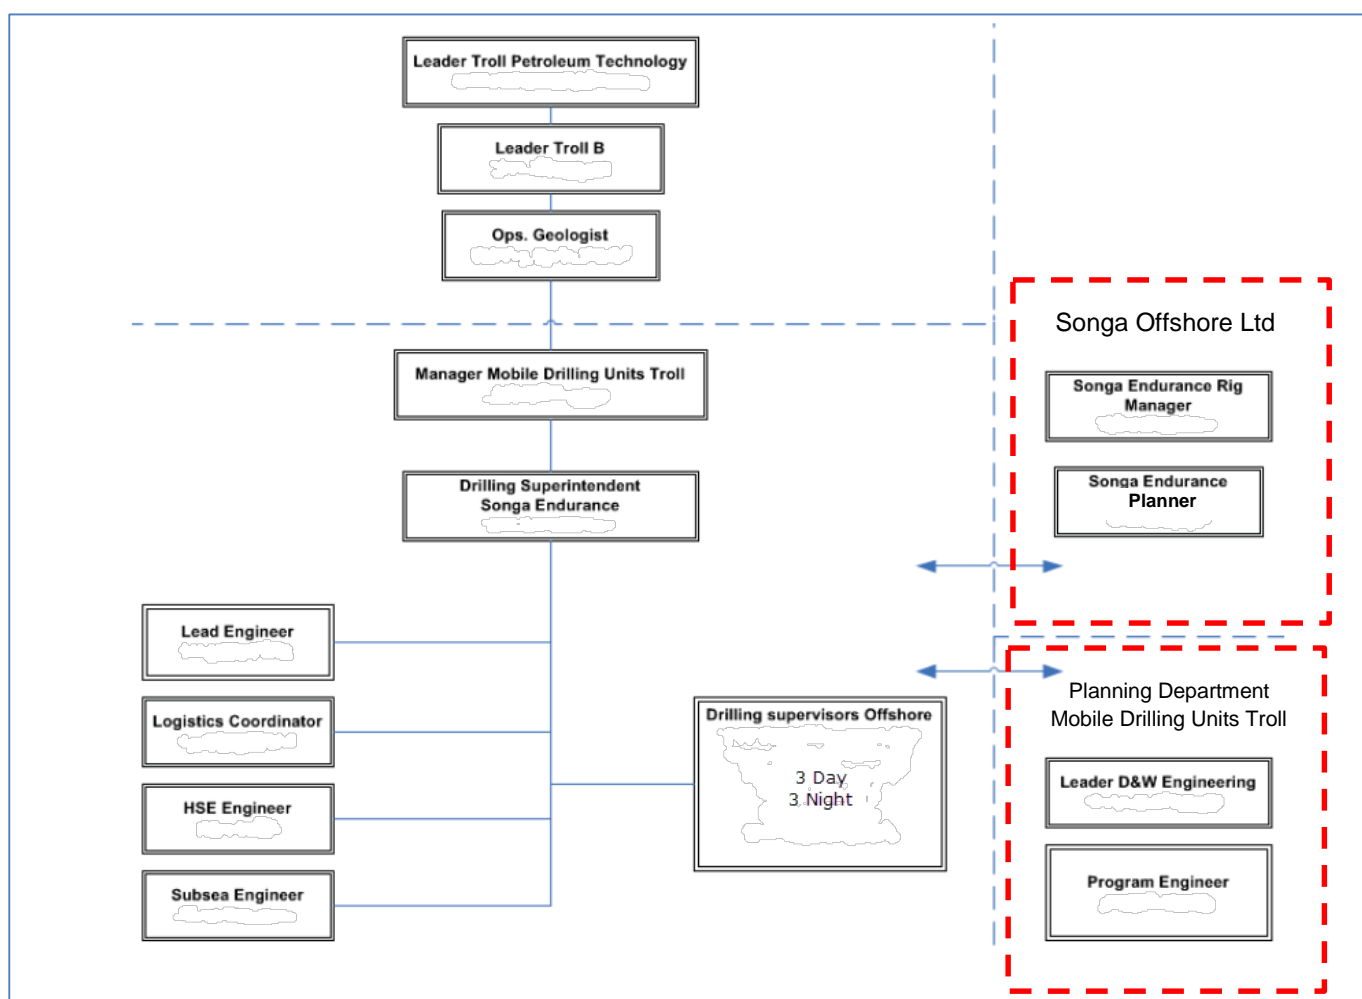 Leader Troll Petroleum Technology
Leader Troll B
Ops. Geologist
Manager Mobile Drilling Units Troll
Drilling Superintendent
Songa Endurance
Lead Engineer
Logistics Coordinator
HSE Engineer
Subsea Engineer
Drilling supervisors Offshore
3 Day
3 Night
Songa Offshore Ltd
Songa Endurance Rig
Manager
Songa Endurance
Planner
Planning Department
Mobile Drilling Units Troll
Leader D&W Engineering
Program Engineer